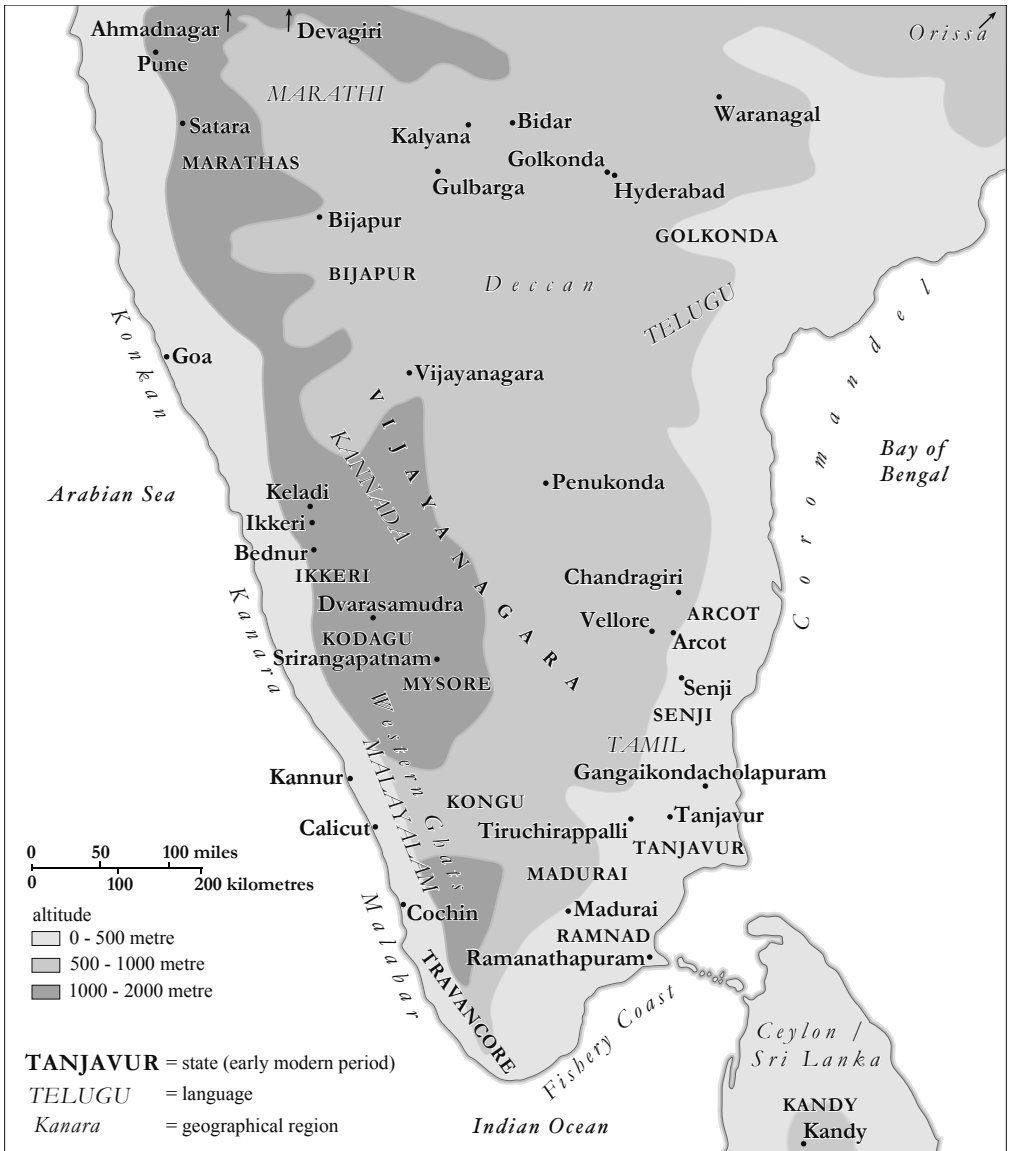 Ahmadnagar
Devagiri
Orissa
Pune
MARATHI
Waranagal
Satara
Kalyana
Bidar
MARATHAS
Golkonda
Gulbarga
Hyderabad
Bijapur
GOLKONDA
BIJAPUR
Deccan
TELUGU
Coromandel
Konkan
Goa
Vijayanagara
VIJAYANAGARA
KANNADA
Bay of
Bengal
Arabian Sea
Penukonda
Keladi
Ikkeri
Bednur
IKKERI
Chandragiri
Kanara
Dvarasamudra
Vellore
ARCOT
Arcot
KODAGU
Srirangapatnam
MYSORE
Senji
SENJI
Western Ghats
MALAYALAM
TAMIL
Gangaikondacholapuram
Kannur
KONGU
Calicut
Tiruchirappalli
Tanjavur
TANJAVUR
MADURAI
0 50 100 miles
0 100 200 kilometres
Malabar
Cochin
Madurai
RAMNAD
Ramanathapuram
altitude
0 - 500 metre
500 - 1000 metre
1000 - 2000 metre
TRAVANCORE
Fishery Coast
Ceylon /
Sri Lanka
KANDY
Kandy
TANJAVUR = state (early modern period)
TELUGU = language
Kanara = geographical region
Indian Ocean